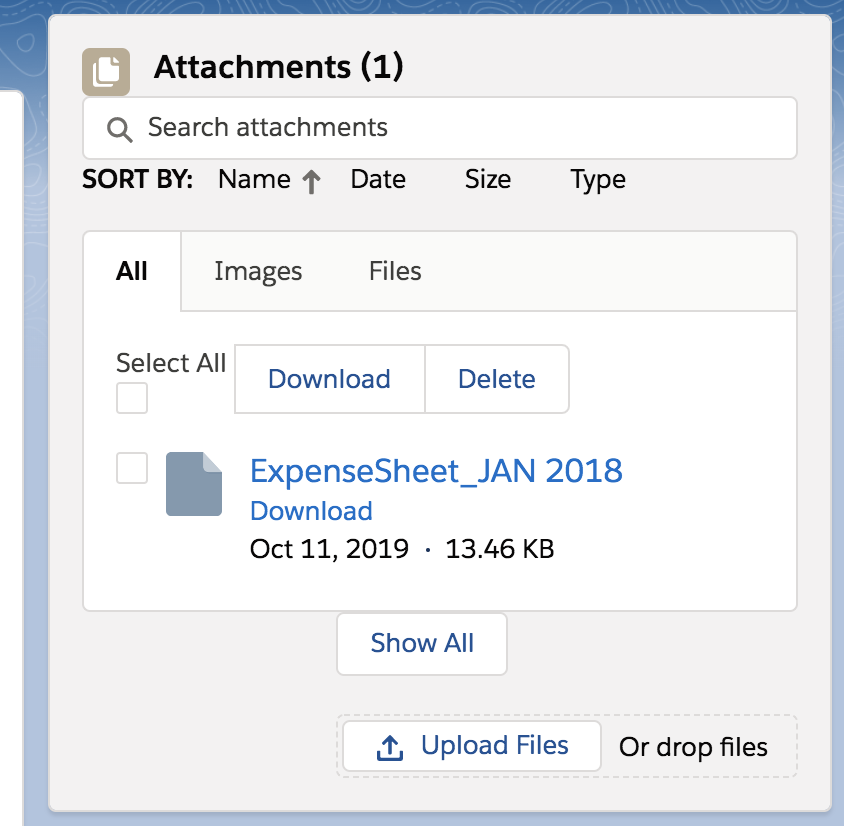 Attachments (1)
Search attachments
SORT BY: Name Date Size Type
All Images Files
Select All Download Delete
ExpenseSheet_JAN 2018
Download
Oct 11, 2019 · 13.46 KB
Show All
Upload Files Or drop files